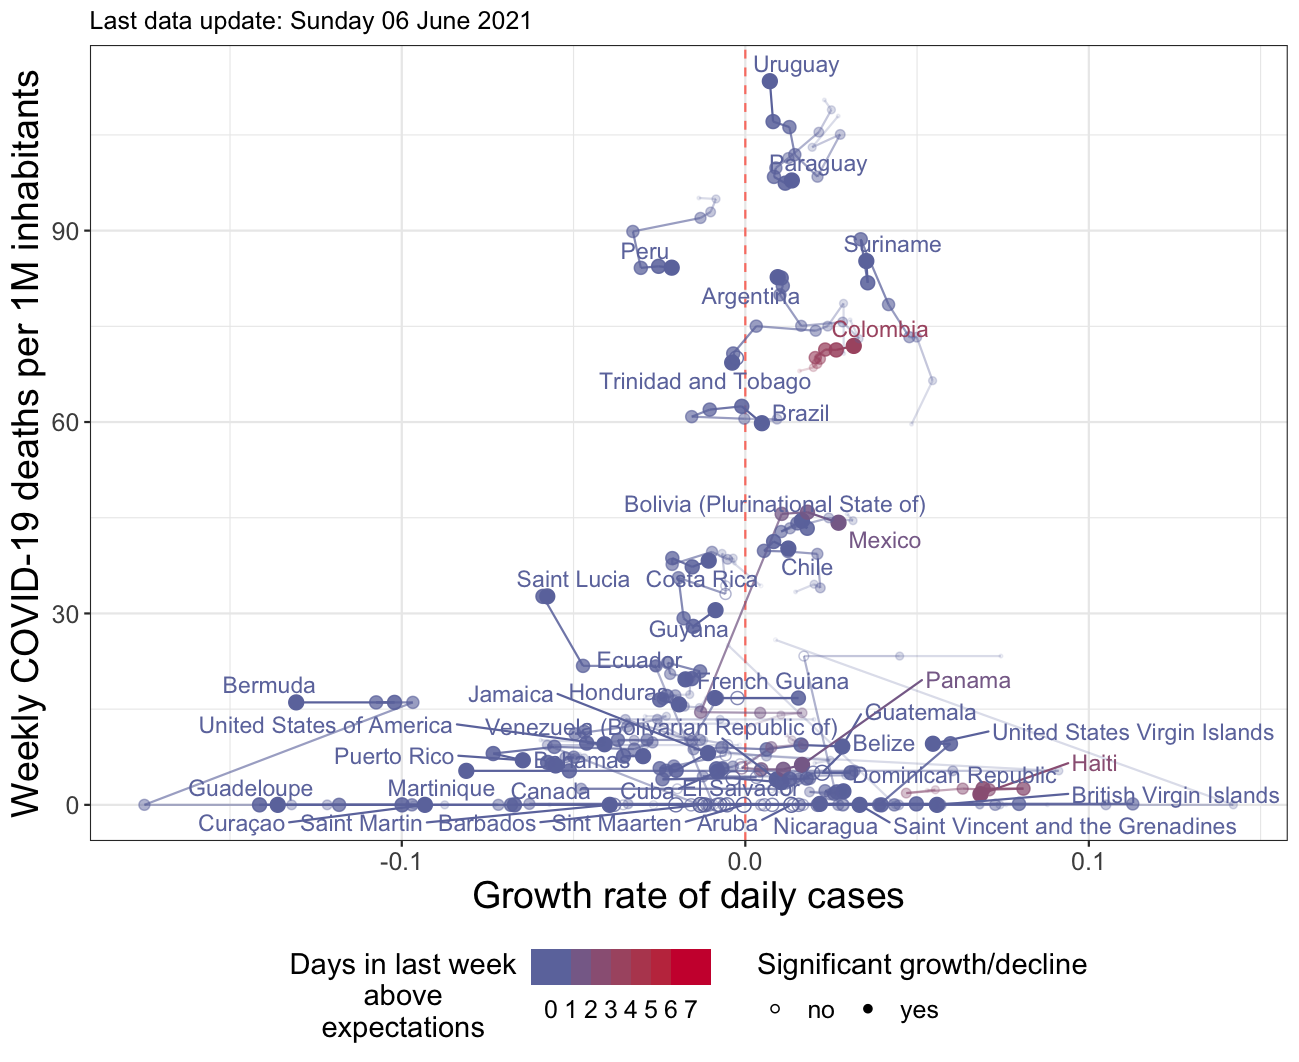 Last data update: Sunday 06 June 2021
Weekly COVID-19 deaths per 1M inhabitants
Uruguay
Paraguay
90
Peru
Suriname
Argentina
Colombia
Trinidad and Tobago
60
Brazil
Bolivia (Plurinational State of)
Mexico
Chile
Saint Lucia
Costa Rica
30
Guyana
Ecuador
Bermuda
Jamaica
Honduras
French Guiana
Panama
Guatemala
United States of America
Venezuela (Bolivarian Republic of)
United States Virgin Islands
Belize
Puerto Rico
Bahamas
Haiti
Dominican Republic
Guadeloupe
Martinique
Canada
Cuba
El Salvador
British Virgin Islands
0
Curaçao
Saint Martin
Barbados
Sint Maarten
Aruba
Nicaragua
Saint Vincent and the Grenadines
-0.1
0.0
0.1
Growth rate of daily cases
Days in last week
above
expectations
0 1 2 3 4 5 6 7
Significant growth/decline
no
yes